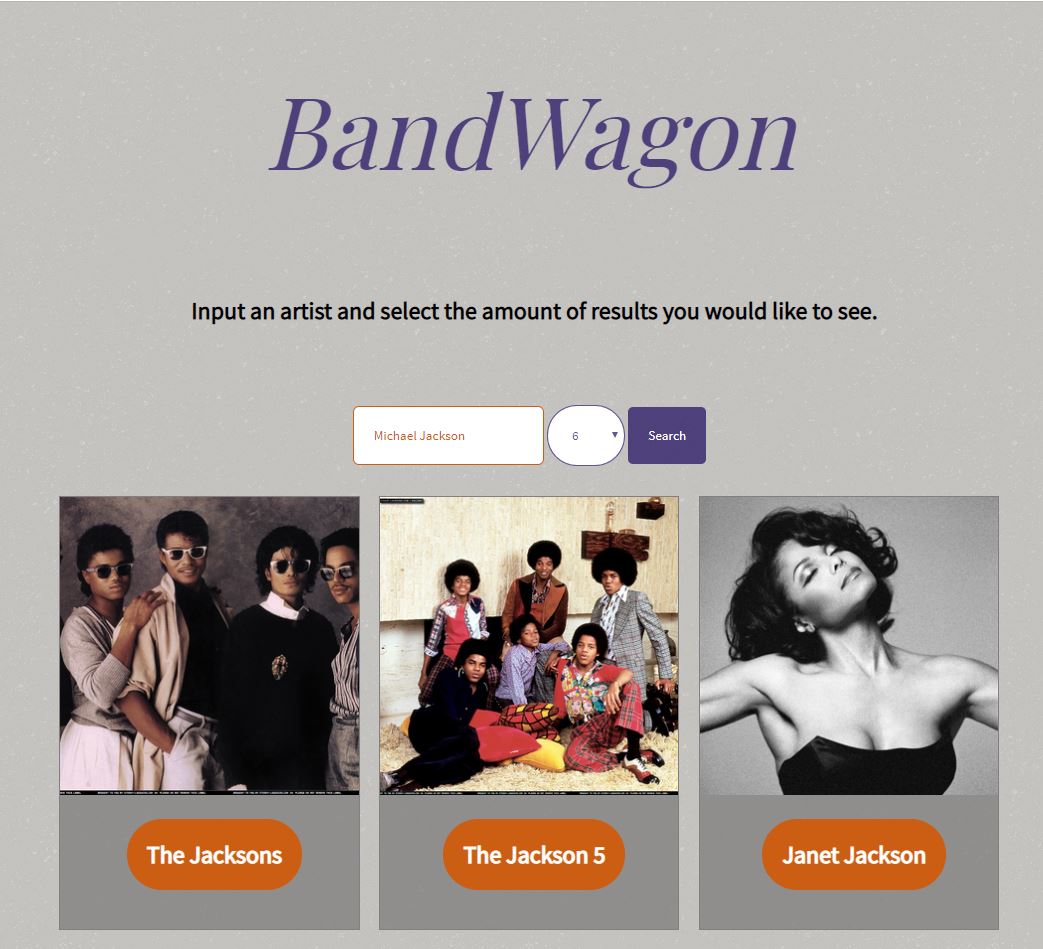 BandWagon
Input an artist and select the amount of results you would like to see.
Michael Jackson
6
Search
The Jacksons
The Jackson 5
Janet Jackson